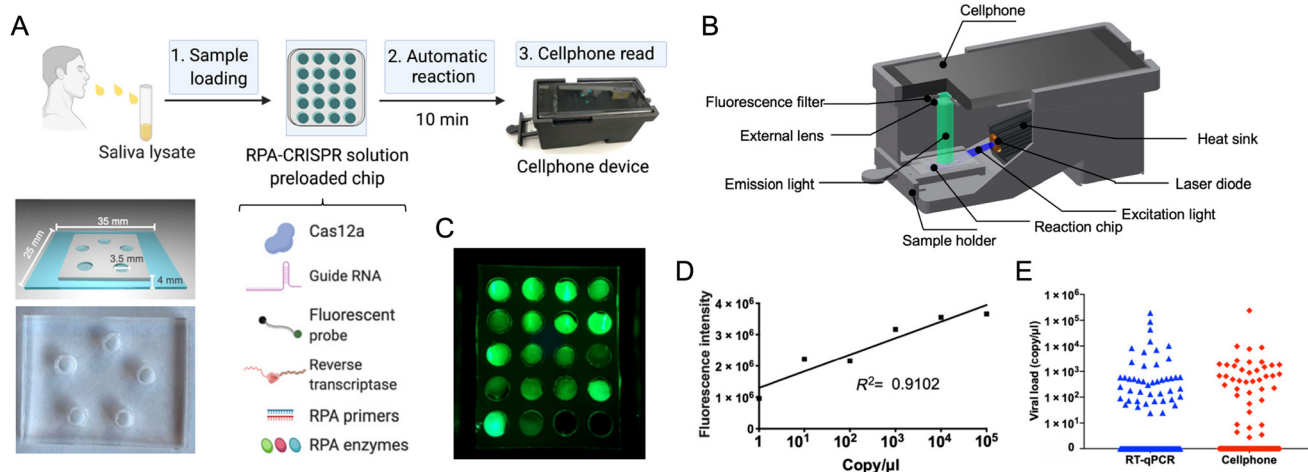 A
1. Sample
loading
2. Automatic
reaction
10 min
3. Cellphone read
Saliva lysate
RPA-CRISPR solution
preloaded chip
Cellphone device
35 mm
25 mm
3.5mm
4 mm
Cas12a
Guide RNA
Fluorescent
probe
Reverse
transcriptase
RPA primers
RPA enzymes
B
Cellphone
Fluorescence filter
External lens
Emission light
Sample holder
Reaction chip
Excitation light
Laser diode
Heat sink
C
D
Fluorescence intensity
4 × 10⁶
3 × 10⁶
2 × 10⁶
1 × 10⁶
R²= 0.9102
1 10¹ 10² 10³ 10⁴ 10⁵
Copy/µl
E
Viral load (copy/µl)
1 × 10⁶
1 × 10⁵
1 × 10⁴
1 × 10³
1 × 10²
1 × 10¹
0
RT-qPCR Cellphone